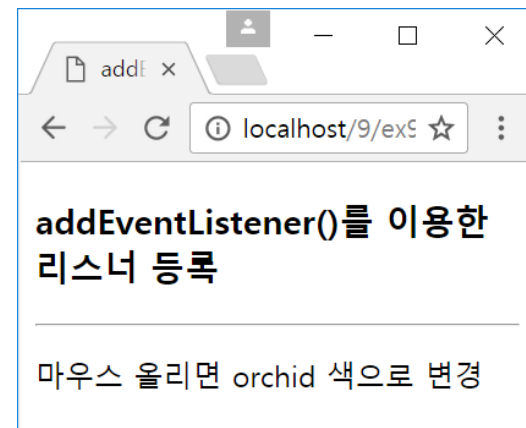 addE
localhost/9/ex9
addEventListener()를 이용한
리스너 등록
마우스 올리면 orchid 색으로 변경